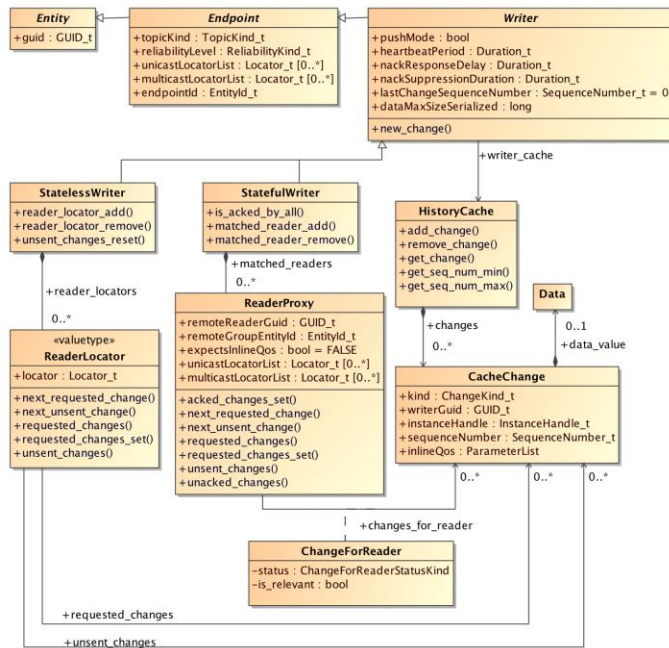 Entity
+guid : GUID_t
Endpoint
+topicKind : TopicKind_t
+reliabilityLevel : ReliabilityKind_t
+unicastLocatorList : Locator_t [0..*]
+multicastLocatorList : Locator_t [0..*]
+endpointId : EntityId_t
Writer
+pushMode : bool
+heartbeatPeriod : Duration_t
+nackResponseDelay : Duration_t
+nackSuppressionDuration : Duration_t
+lastChangeSequenceNumber : SequenceNumber_t = 0
+dataMaxSizeSerialized : long
+new_change()
+writer_cache
StatelessWriter
+reader_locator_add()
+reader_locator_remove()
+unsent_changes_reset()
StatefulWriter
+is_acked_by_all()
+matched_reader_add()
+matched_reader_remove()
HistoryCache
+add_change()
+remove_change()
+get_change()
+get_seq_num_min()
+get_seq_num_max()
+reader_locators
0..*
+matched_readers
0..*
+changes
0..*
Data
0..1
+data_value
«valuetype»
ReaderLocator
+locator : Locator_t
+next_requested_change()
+next_unsent_change()
+requested_changes()
+requested_changes_set()
+unsent_changes()
ReaderProxy
+remoteReaderGuid : GUID_t
+remoteGroupEntityId : EntityId_t
+expectsInlineQos : bool = FALSE
+unicastLocatorList : Locator_t [0..*]
+multicastLocatorList : Locator_t [0..*]
+acked_changes_set()
+next_requested_change()
+next_unsent_change()
+requested_changes()
+requested_changes_set()
+unsent_changes()
+unacked_changes()
CacheChange
+kind : ChangeKind_t
+writerGuid : GUID_t
+instanceHandle : InstanceHandle_t
+sequenceNumber : SequenceNumber_t
+inlineQos : ParameterList
0..*
0..*
0..*
+changes_for_reader
ChangeForReader
-status : ChangeForReaderStatusKind
-is_relevant : bool
+requested_changes
+unsent_changes